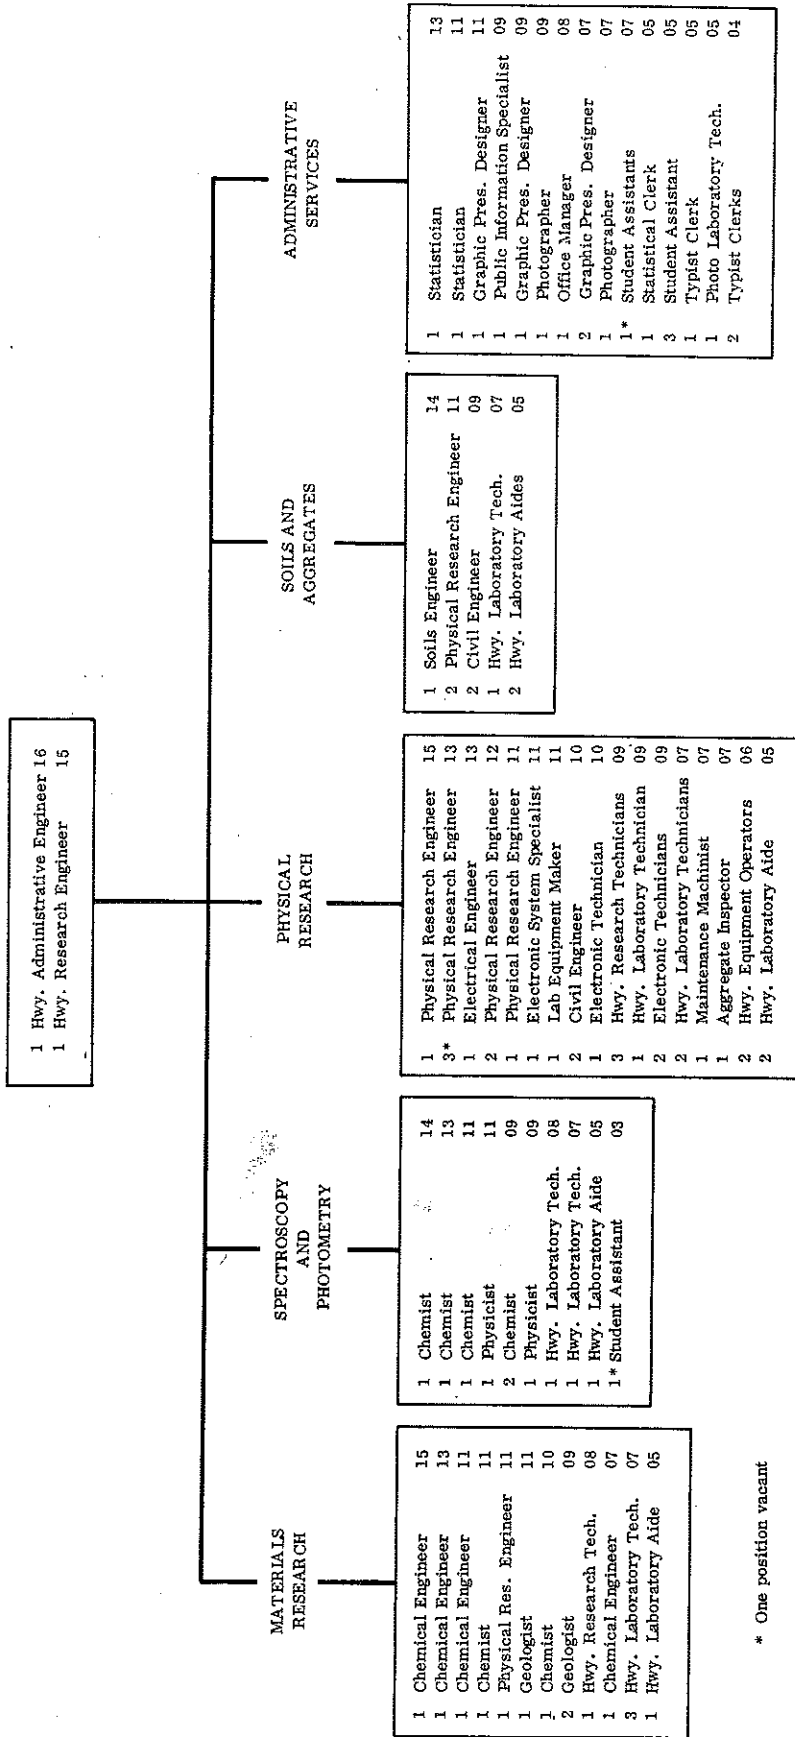 1 Hwy. Administrative Engineer 16
1 Hwy. Research Engineer 15
MATERIALS
RESEARCH
1 Chemical Engineer 15
1 Chemical Engineer 13
1 Chemical Engineer 11
1 Chemist 11
1 Physical Res. Engineer 11
1 Geologist 11
1 Chemist 10
2 Geologist 09
1 Hwy. Research Tech. 08
1 Chemical Engineer 07
3 Hwy. Laboratory Tech. 07
1 Hwy. Laboratory Aide 05
SPECTROSCOPY
AND
PHOTOMETRY
1 Chemist 14
1 Chemist 13
1 Chemist 11
1 Physicist 11
2 Chemist 09
1 Physicist 09
1 Hwy. Laboratory Tech. 08
1 Hwy. Laboratory Tech. 07
1 Hwy. Laboratory Aide 05
1* Student Assistant 03
PHYSICAL
RESEARCH
1 Physical Research Engineer 15
3* Physical Research Engineer 13
1 Electrical Engineer 13
2 Physical Research Engineer 12
1 Physical Research Engineer 11
1 Electronic System Specialist 11
1 Lab Equipment Maker 11
2 Civil Engineer 10
1 Electronic Technician 10
3 Hwy. Research Technicians 09
1 Hwy. Laboratory Technician 09
2 Electronic Technicians 09
2 Hwy. Laboratory Technicians 07
1 Maintenance Machinist 07
1 Aggregate Inspector 07
2 Hwy. Equipment Operators 06
2 Hwy. Laboratory Aide 05
SOILS AND
AGGREGATES
1 Soils Engineer 14
2 Physical Research Engineer 11
2 Civil Engineer 09
1 Hwy. Laboratory Tech. 07
2 Hwy. Laboratory Aides 05
ADMINISTRATIVE
SERVICES
1 Statistician 13
1 Statistician 11
1 Graphic Pres. Designer 11
1 Public Information Specialist 09
1 Graphic Pres. Designer 09
1 Photographer 09
1 Office Manager 08
2 Graphic Pres. Designer 07
1 Photographer 07
1* Student Assistants 07
1 Statistical Clerk 05
3 Student Assistant 05
1 Typist Clerk 05
1 Photo Laboratory Tech. 05
2 Typist Clerks 04
* One position vacant